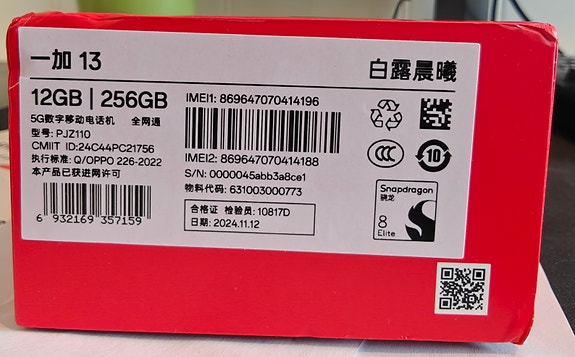 一加 13
白露晨曦
12GB | 256GB
5G数字移动电话机 全网通
型号: PJZ110
CMIIT ID:24C44PC21756
执行标准: Q/OPPO 226-2022
本产品已获进网许可
6 932169 357159
IMEI1: 869647070414196
IMEI2: 869647070414188
S/N: 0000045abb3a8ce1
物料代码: 631003000773
合格证 检验员: 10817D
日期: 2024.11.12
CCC
10
Snapdragon
骁龙
8
Elite